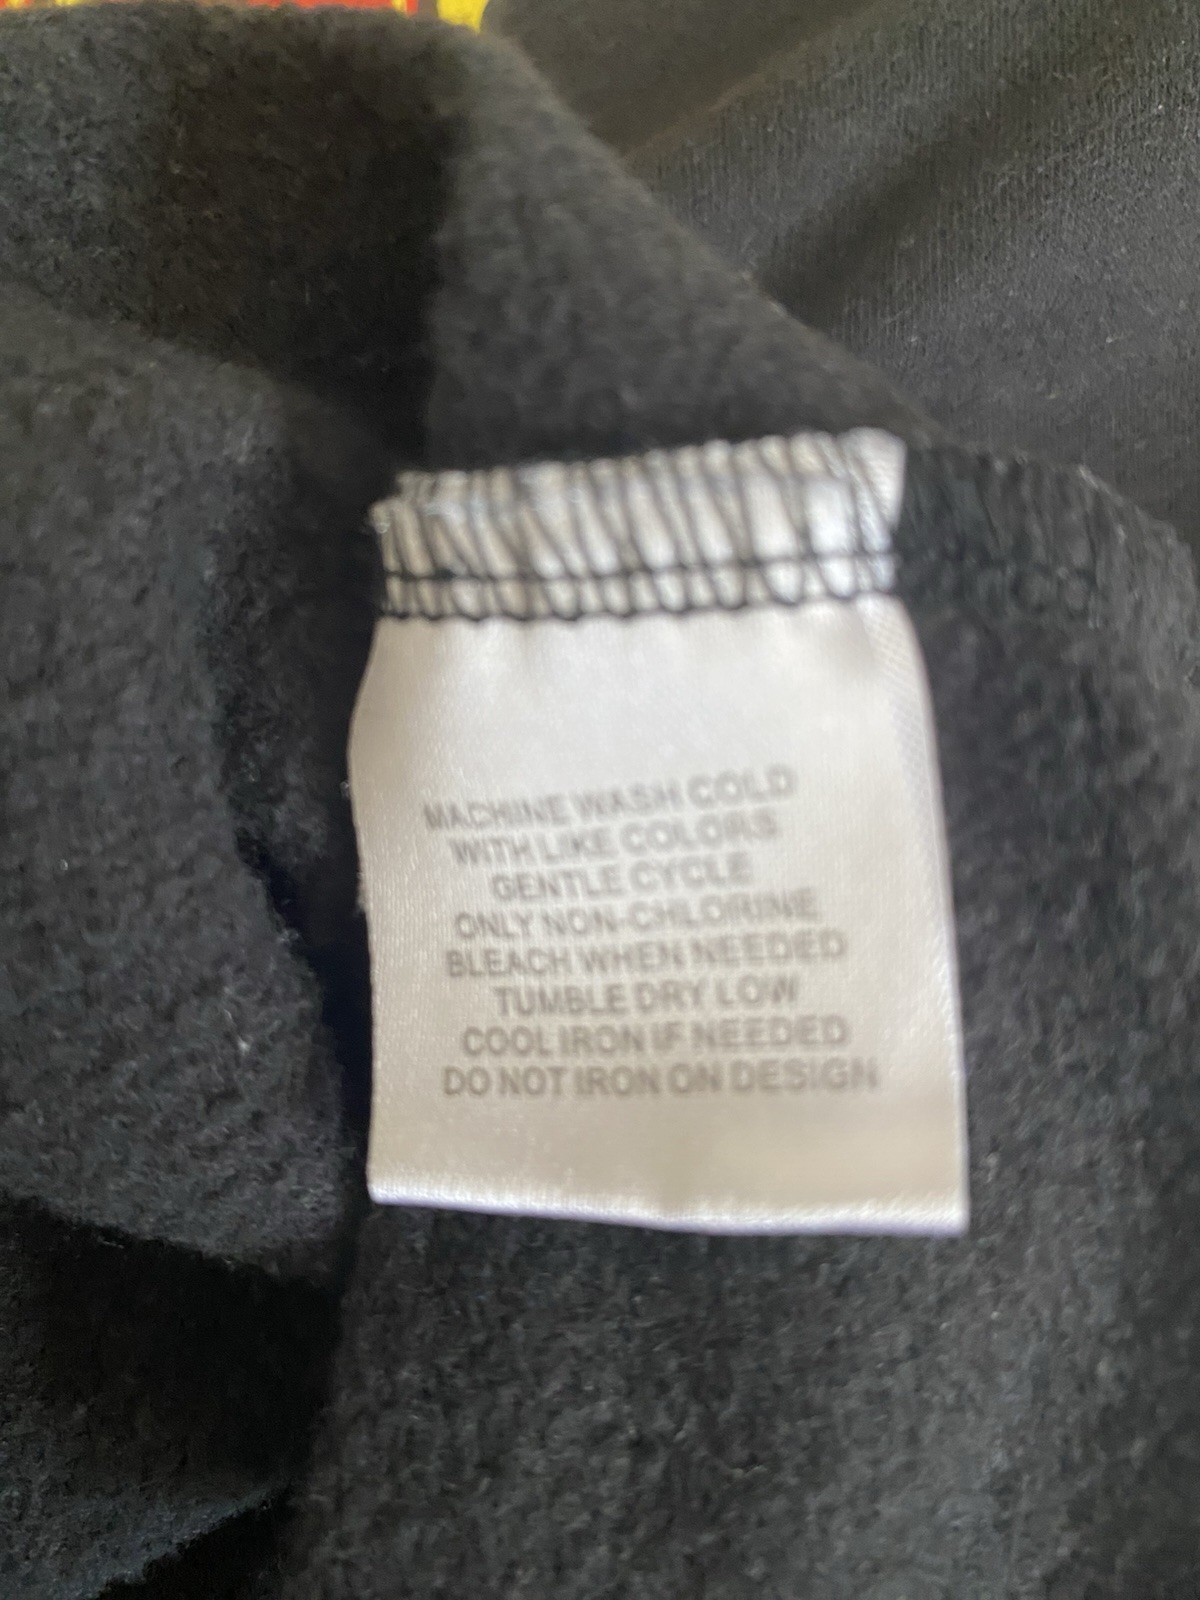 MACHINE WASH COLD
WITH LIKE COLORS
GENTLE CYCLE
ONLY NON-CHLORINE
BLEACH WHEN NEEDED
TUMBLE DRY LOW
COOL IRON IF NEEDED
DO NOT IRON ON DESIGN